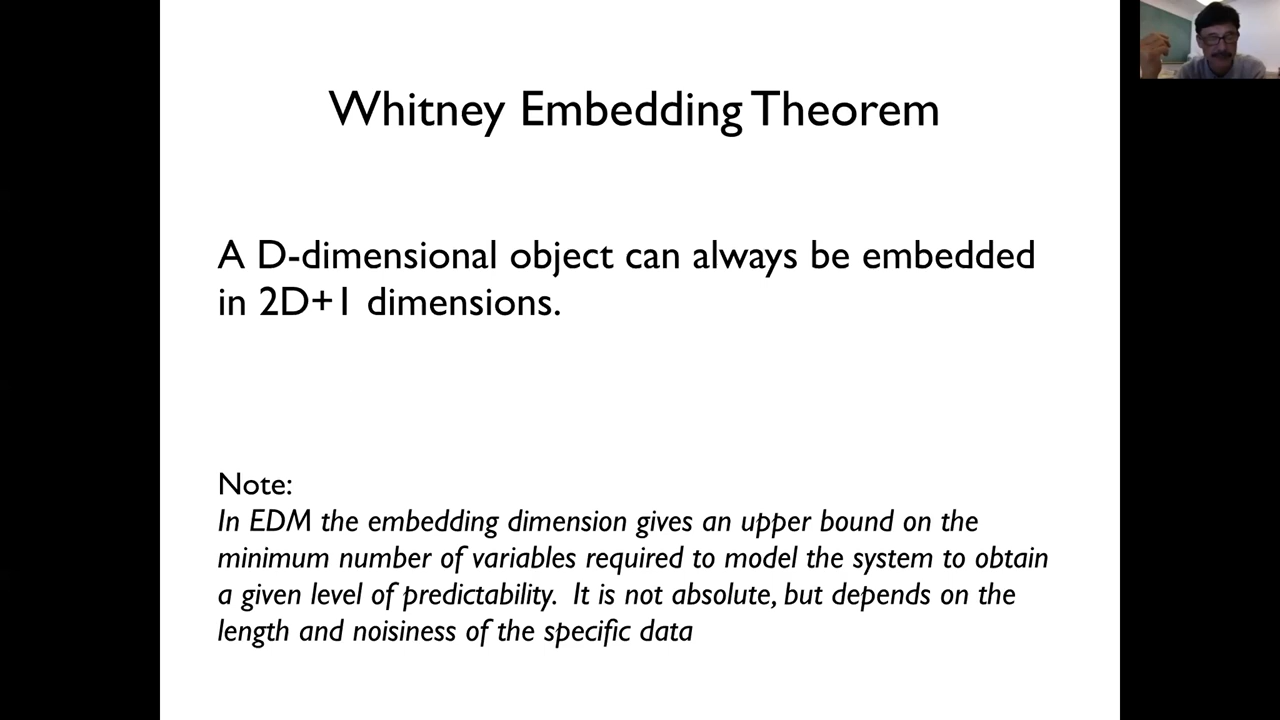 Whitney Embedding Theorem
A D-dimensional object can always be embedded
in 2D+1 dimensions.
Note:
In EDM the embedding dimension gives an upper bound on the
minimum number of variables required to model the system to obtain
a given level of predictability.  It is not absolute, but depends on the
length and noisiness of the specific data